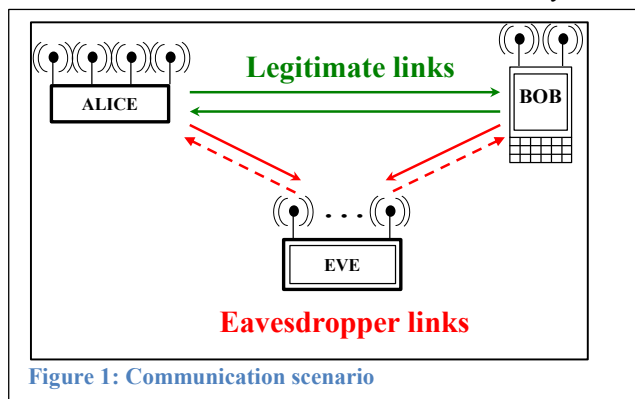 Legitimate links
ALICE
BOB
. . .
EVE
Eavesdropper links
Figure 1: Communication scenario